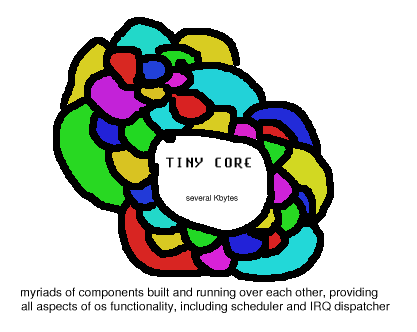 TINY CORE
several Kbytes
myriads of components built and running over each other, providing
all aspects of os functionality, including scheduler and IRQ dispatcher